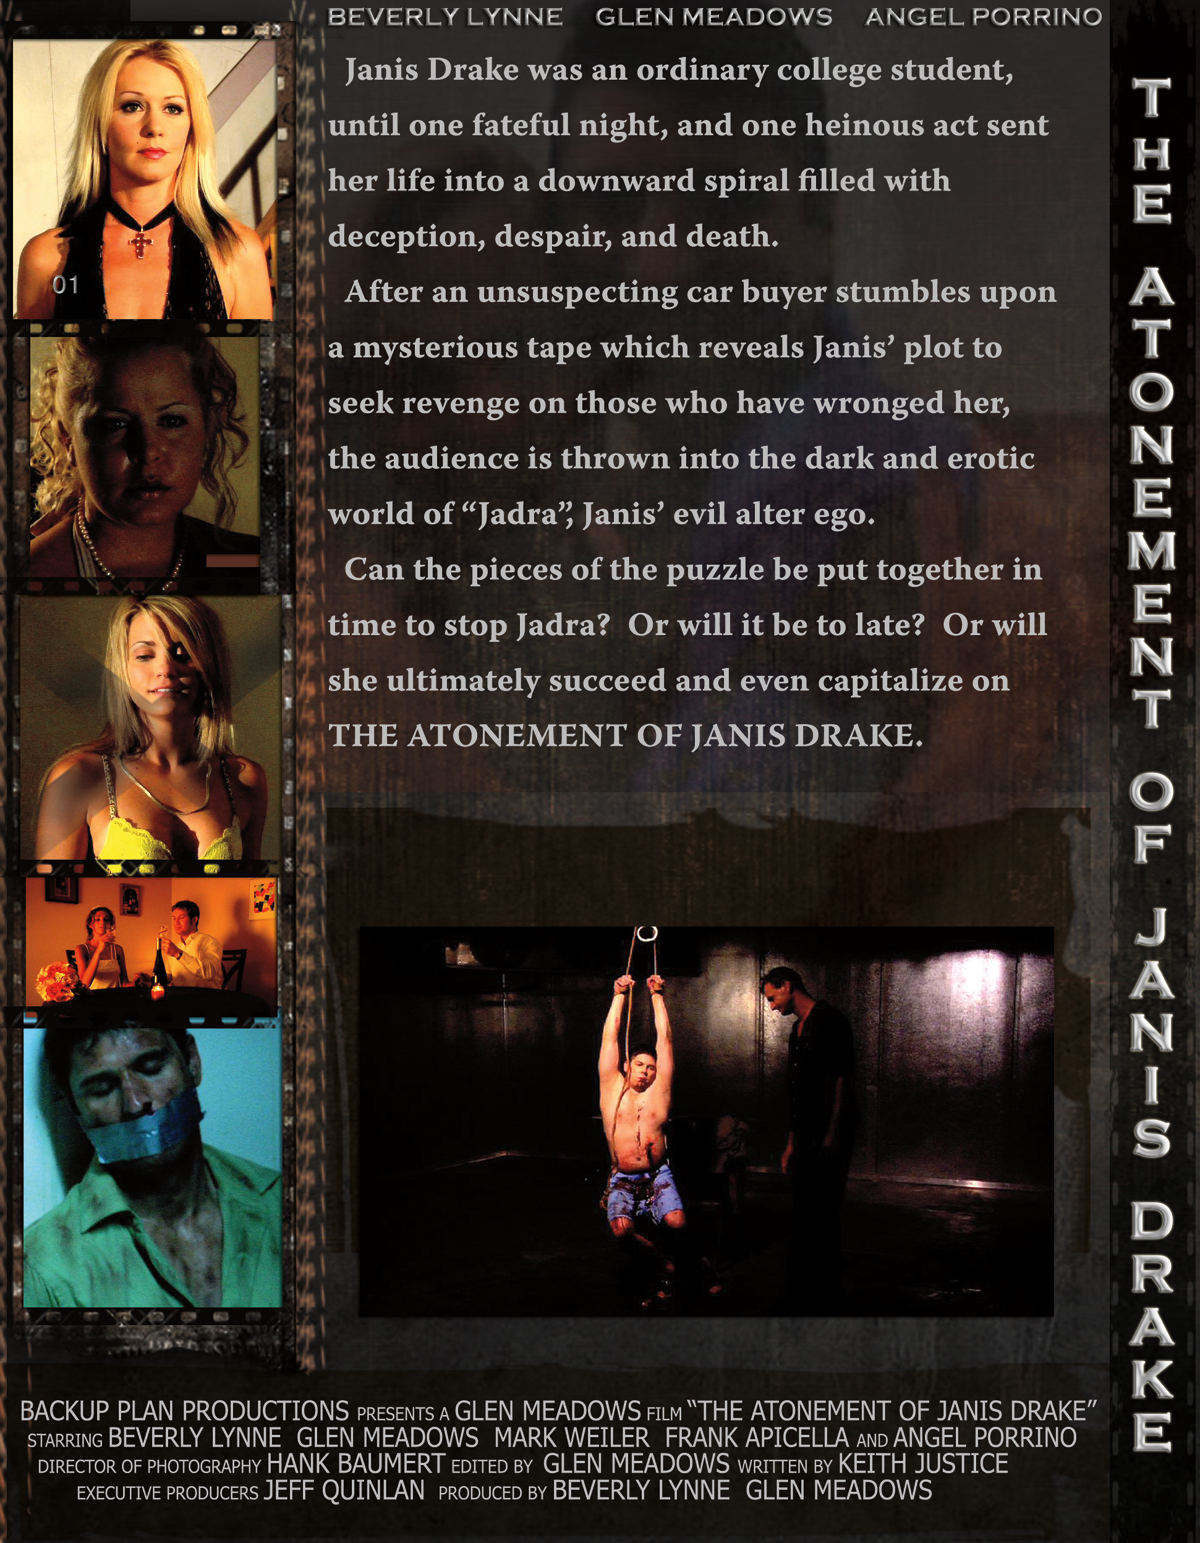 BEVERLY LYNNE GLEN MEADOWS ANGEL PORRINO
Janis Drake was an ordinary college student,
until one fateful night, and one heinous act sent
her life into a downward spiral filled with
deception, despair, and death.
After an unsuspecting car buyer stumbles upon
a mysterious tape which reveals Janis’ plot to
seek revenge on those who have wronged her,
the audience is thrown into the dark and erotic
world of “Jadra”, Janis’ evil alter ego.
Can the pieces of the puzzle be put together in
time to stop Jadra? Or will it be to late? Or will
she ultimately succeed and even capitalize on
THE ATONEMENT OF JANIS DRAKE.
01
THE ATONEMENT OF JANIS DRAKE
BACKUP PLAN PRODUCTIONS PRESENTS A GLEN MEADOWS FILM “THE ATONEMENT OF JANIS DRAKE”
STARRING BEVERLY LYNNE GLEN MEADOWS MARK WEILER FRANK APICELLA AND ANGEL PORRINO
DIRECTOR OF PHOTOGRAPHY HANK BAUMERT EDITED BY GLEN MEADOWS WRITTEN BY KEITH JUSTICE
EXECUTIVE PRODUCERS JEFF QUINLAN PRODUCED BY BEVERLY LYNNE GLEN MEADOWS